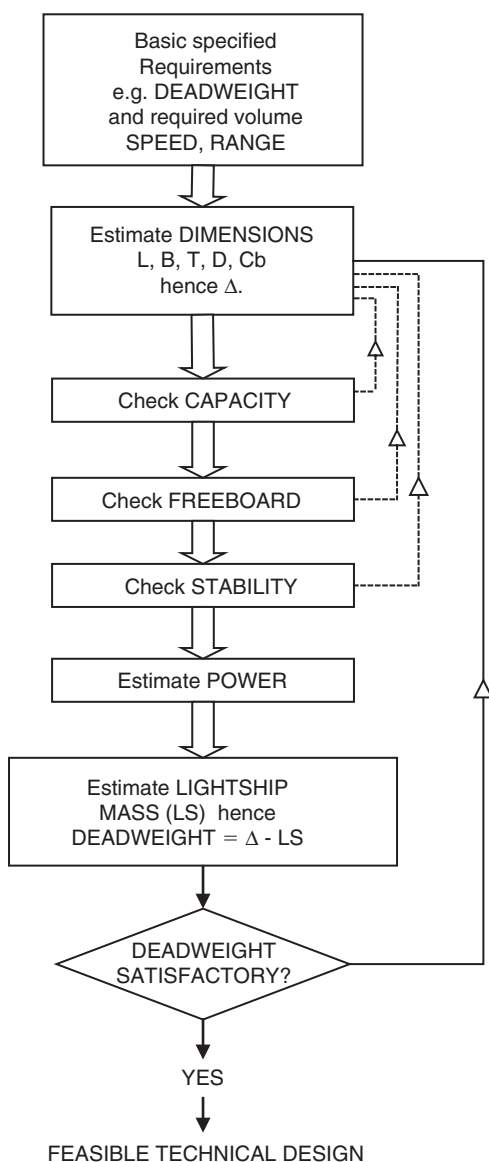 Basic specified
Requirements
e.g. DEADWEIGHT
and required volume
SPEED, RANGE
Estimate DIMENSIONS
L, B, T, D, Cb
hence Δ.
Check CAPACITY
Check FREEBOARD
Check STABILITY
Estimate POWER
Estimate LIGHTSHIP
MASS (LS) hence
DEADWEIGHT = Δ - LS
DEADWEIGHT
SATISFACTORY?
YES
FEASIBLE TECHNICAL DESIGN